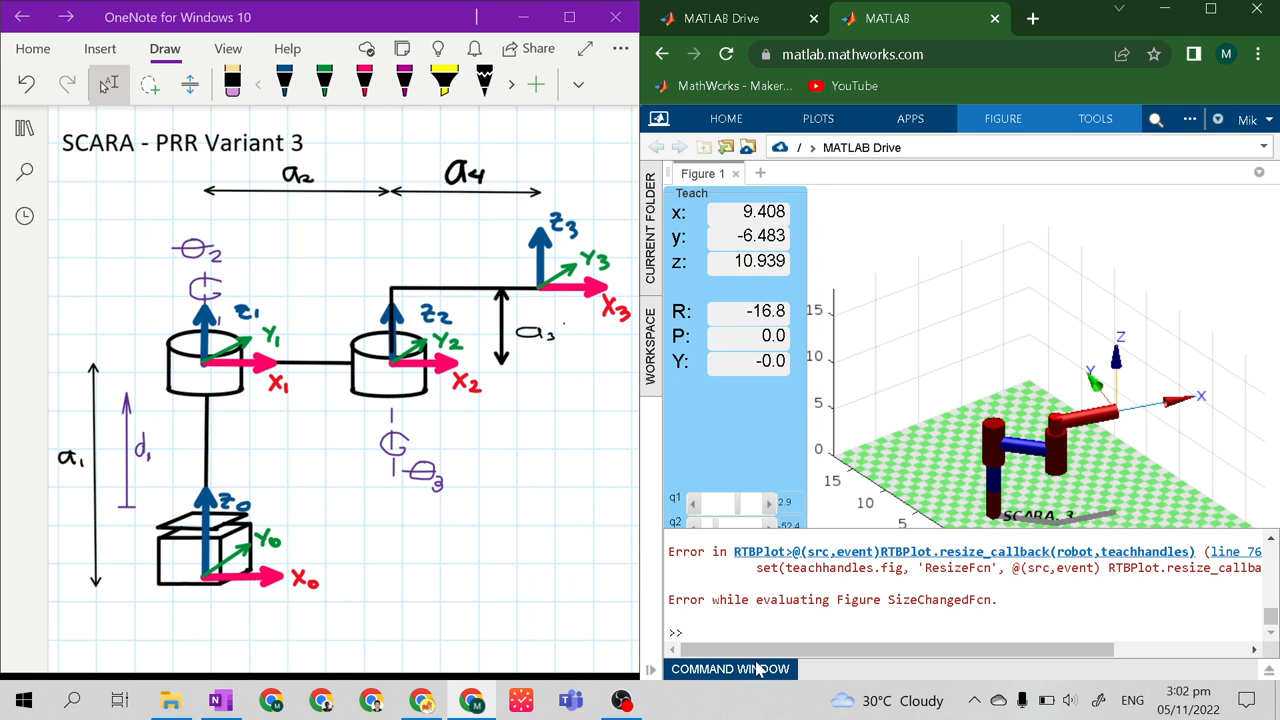 OneNote for Windows 10
Home Insert Draw View Help Share
SCARA - PRR Variant 3
a2 a4
z3
Y3
X3
θ2
z1 z2
Y1 Y2
X1 X2
a3
a1 d1
θ3
z0
Y0
X0
MATLAB Drive MATLAB
matlab.mathworks.com
MathWorks - Maker... YouTube
M
HOME PLOTS APPS FIGURE TOOLS Mik
/ MATLAB Drive
CURRENT FOLDER
WORKSPACE
Figure 1
Teach
x: 9.408
y: -6.483
z: 10.939
R: -16.8
P: 0.0
Y: -0.0
q1 2.9
q2 -52.4
15
10
5
0
15
10
5
Z
Y
X
SCARA 3
Error in RTBPlot>@(src,event)RTBPlot.resize_callback(robot,teachhandles) (line 76
set(teachhandles.fig, 'ResizeFcn', @(src,event) RTBPlot.resize_callba
Error while evaluating Figure SizeChangedFcn.
>>
COMMAND WINDOW
30°C Cloudy
ENG
3:02 pm
05/11/2022